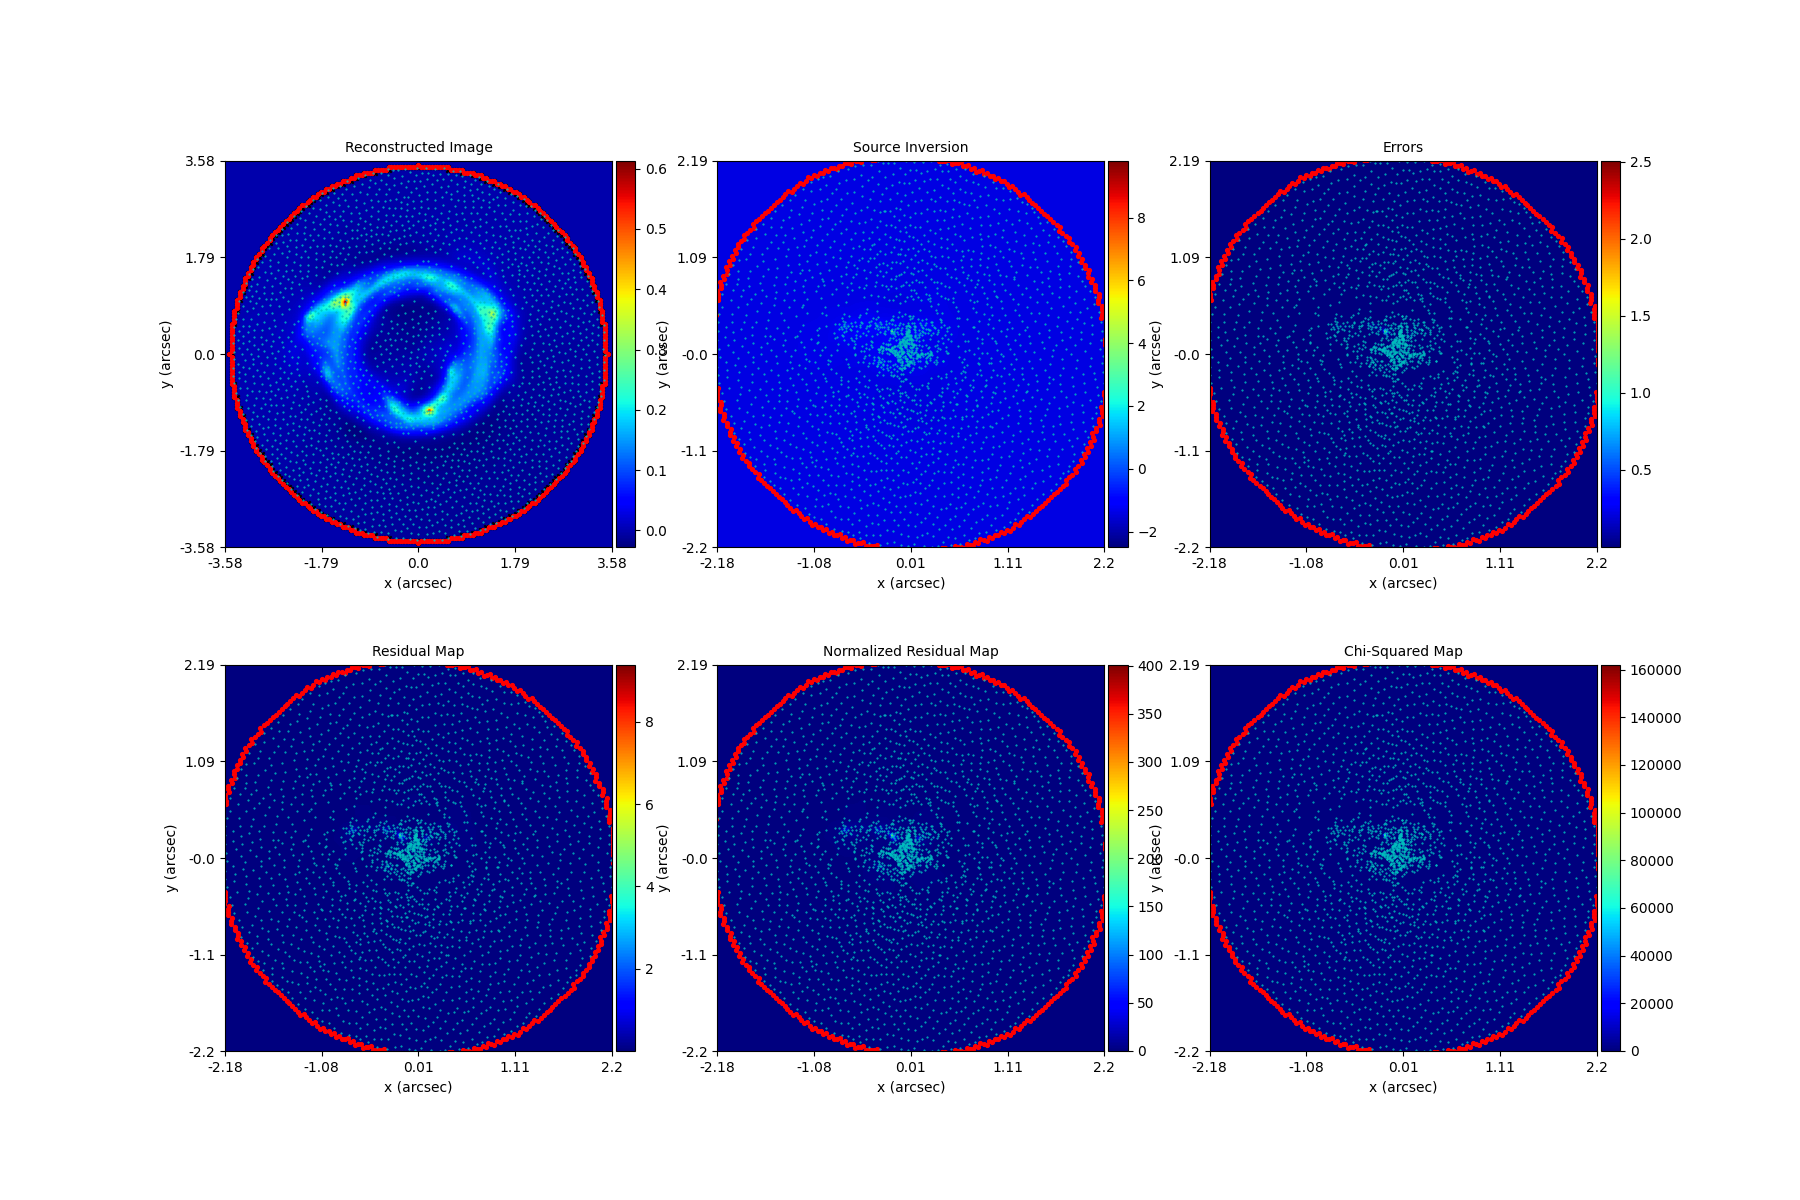 Reconstructed Image
3.58
1.79
0.0
-1.79
-3.58
y (arcsec)
-3.58 -1.79 0.0 1.79 3.58
x (arcsec)
0.6
0.5
0.4
0.3
0.2
0.1
0.0
Source Inversion
2.19
1.09
-0.0
-1.1
-2.2
y (arcsec)
-2.18 -1.08 0.01 1.11 2.2
x (arcsec)
8
6
4
2
0
−2
Errors
2.19
1.09
-0.0
-1.1
-2.2
y (arcsec)
-2.18 -1.08 0.01 1.11 2.2
x (arcsec)
2.5
2.0
1.5
1.0
0.5
Residual Map
2.19
1.09
-0.0
-1.1
-2.2
y (arcsec)
-2.18 -1.08 0.01 1.11 2.2
x (arcsec)
8
6
4
2
Normalized Residual Map
2.19
1.09
-0.0
-1.1
-2.2
y (arcsec)
-2.18 -1.08 0.01 1.11 2.2
x (arcsec)
400
350
300
250
200
150
100
50
0
Chi-Squared Map
2.19
1.09
-0.0
-1.1
-2.2
y (arcsec)
-2.18 -1.08 0.01 1.11 2.2
x (arcsec)
160000
140000
120000
100000
80000
60000
40000
20000
0